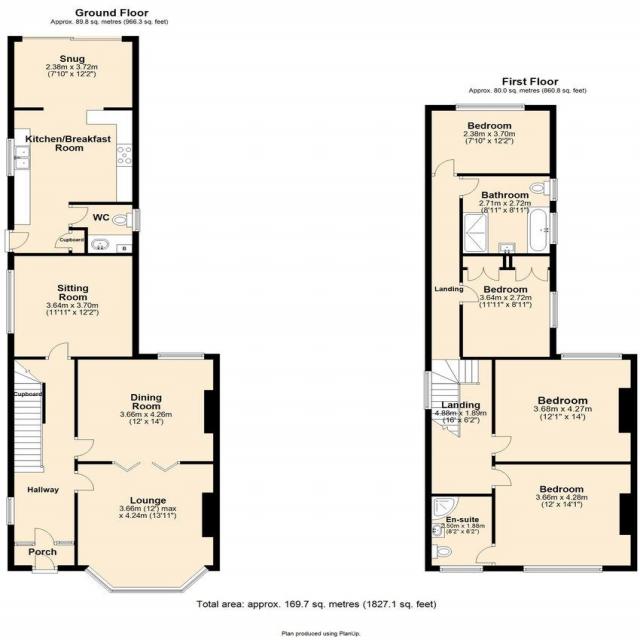 Ground Floor
Approx. 89.8 sq. metres (966.3 sq. feet)
Snug
2.38m x 3.72m
(7'10" x 12'2")
Kitchen/Breakfast
Room
WC
Cupboard
B
Sitting
Room
3.64m x 3.70m
(11'11" x 12'2")
Cupboard
Dining
Room
3.66m x 4.26m
(12' x 14')
Hallway
Lounge
3.66m (12') max
x 4.24m (13'11")
Porch
First Floor
Approx. 80.0 sq. metres (860.8 sq. feet)
Bedroom
2.38m x 3.70m
(7'10" x 12'2")
Bathroom
2.71m x 2.72m
(8'11" x 8'11")
Landing
Bedroom
3.64m x 2.72m
(11'11" x 8'11")
Landing
4.88m x 1.89m
(16' x 6'2")
Bedroom
3.68m x 4.27m
(12'1" x 14')
Bedroom
3.66m x 4.28m
(12' x 14'1")
En-suite
2.50m x 1.88m
(8'2" x 6'2")
Total area: approx. 169.7 sq. metres (1827.1 sq. feet)
Plan produced using PlanUp.